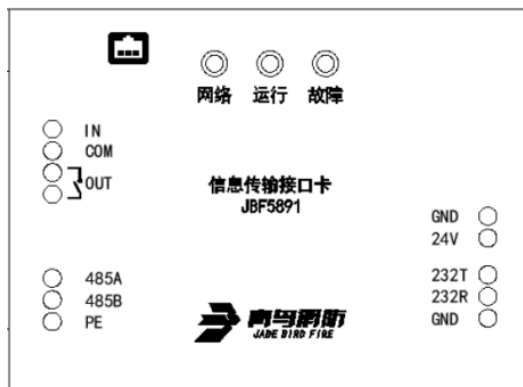 网络 运行 故障
IN
COM
OUT
信息传输接口卡
JBF5891
GND
24V
485A
485B
PE
232T
232R
GND
青鸟消防
JADE BIRD FIRE